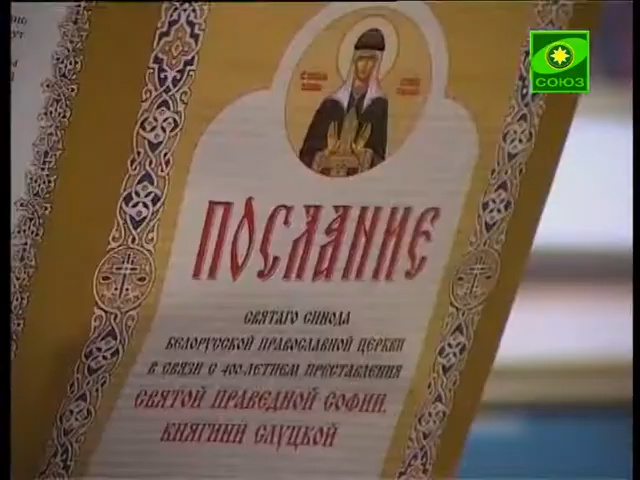 СОЮЗ
ПОСЛАНИЕ
СВЯТАГО СИНОДА
БЕЛОРУССКОЙ ПРАВОСЛАВНОЙ ЦЕРКВИ
В СВЯЗИ С 400-ЛЕТИЕМ ПРЕСТАВЛЕНИЯ
СВЯТОЙ ПРАВЕДНОЙ СОФИИ,
КНЯГИНИ СЛУЦКОЙ